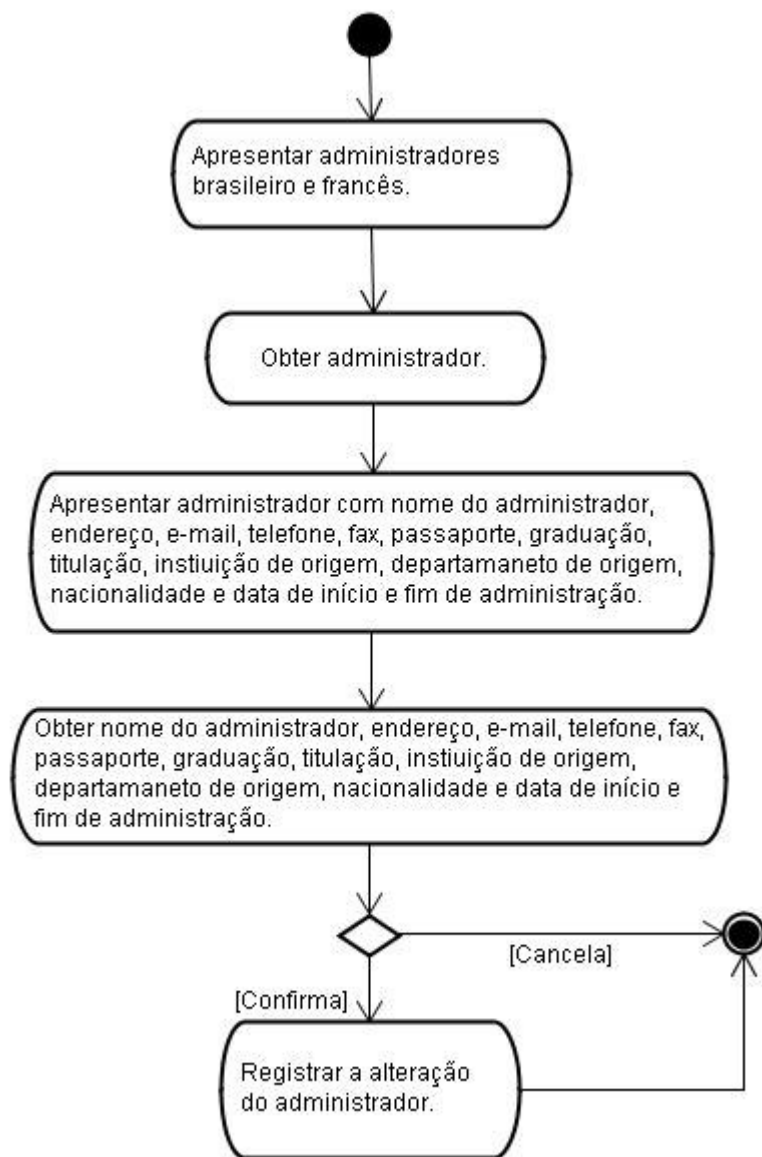 Apresentar administradores
brasileiro e francês.
Obter administrador.
Apresentar administrador com nome do administrador,
endereço, e-mail, telefone, fax, passaporte, graduação,
titulação, instiuição de origem, departamaneto de origem,
nacionalidade e data de início e fim de administração.
Obter nome do administrador, endereço, e-mail, telefone, fax,
passaporte, graduação, titulação, instiuição de origem,
departamaneto de origem, nacionalidade e data de início e
fim de administração.
[Cancela]
[Confirma]
Registrar a alteração
do administrador.